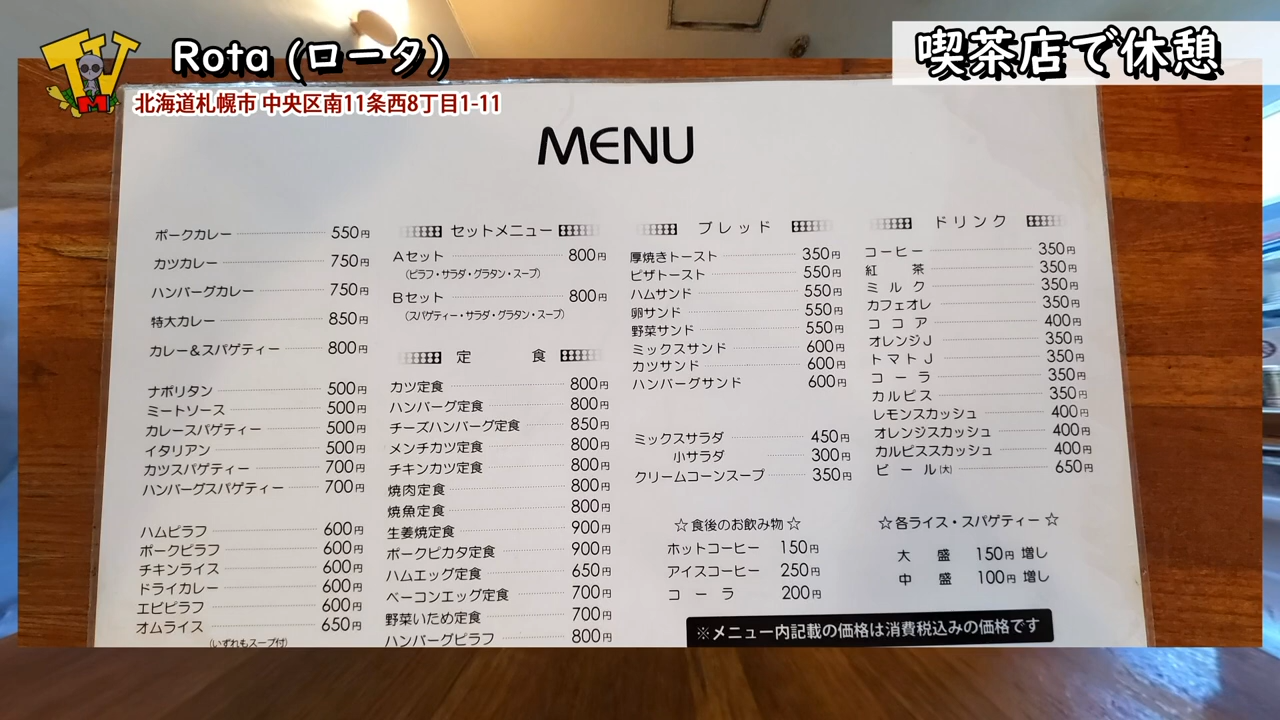 TTV
M
Rota (ロータ)
喫茶店で休憩
北海道札幌市 中央区南11条西8丁目1-11
MENU
ポークカレー 550円
カツカレー 750円
ハンバーグカレー 750円
特大カレー 850円
カレー&スパゲティー 800円
ナポリタン 500円
ミートソース 500円
カレースパゲティー 500円
イタリアン 500円
カツスパゲティー 700円
ハンバーグスパゲティー 700円
ハムピラフ 600円
ポークピラフ 600円
チキンライス 600円
ドライカレー 600円
エビピラフ 600円
オムライス 650円
(いずれもスープ付)
セットメニュー
Aセット 800円
(ピラフ・サラダ・グラタン・スープ)
Bセット 800円
(スパゲティー・サラダ・グラタン・スープ)
定食
カツ定食 800円
ハンバーグ定食 800円
チーズハンバーグ定食 850円
メンチカツ定食 800円
チキンカツ定食 800円
焼肉定食 800円
焼魚定食 800円
生姜焼定食 900円
ポークピカタ定食 900円
ハムエッグ定食 650円
ベーコンエッグ定食 700円
野菜いため定食 700円
ハンバーグピラフ 800円
ブレッド
厚焼きトースト 350円
ピザトースト 550円
ハムサンド 550円
卵サンド 550円
野菜サンド 550円
ミックスサンド 600円
カツサンド 600円
ハンバーグサンド 600円
ミックスサラダ 450円
小サラダ 300円
クリームコーンスープ 350円
☆食後のお飲み物☆
ホットコーヒー 150円
アイスコーヒー 250円
コーラ 200円
ドリンク
コーヒー 350円
紅茶 350円
ミルク 350円
カフェオレ 350円
ココア 400円
オレンジJ 350円
トマトJ 350円
コーラ 350円
カルピス 350円
レモンスカッシュ 400円
オレンジスカッシュ 400円
カルピススカッシュ 400円
ビール(大) 650円
☆各ライス・スパゲティー☆
大盛 150円 増し
中盛 100円 増し
※メニュー内記載の価格は消費税込みの価格です